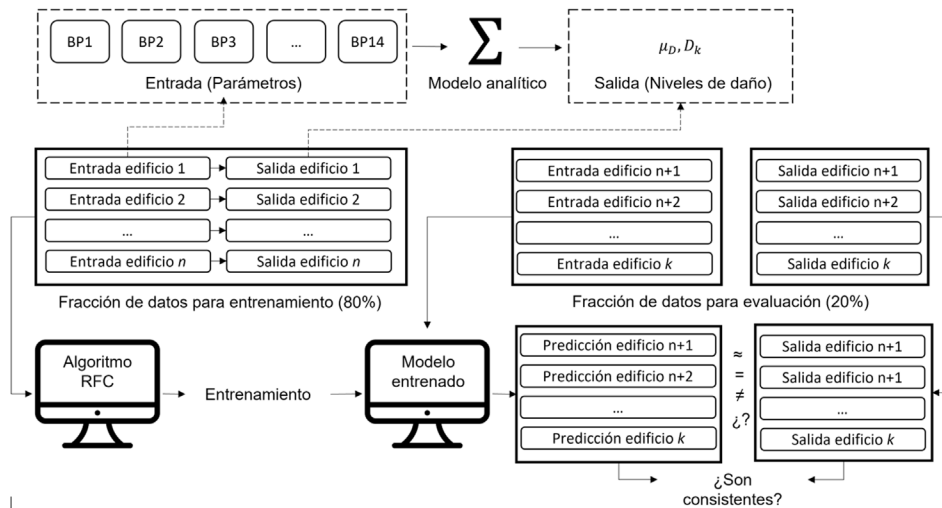 BP1 BP2 BP3 ... BP14
Entrada (Parámetros)
Σ
Modelo analítico
μ_D, D_k
Salida (Niveles de daño)
Entrada edificio 1 Salida edificio 1
Entrada edificio 2 Salida edificio 2
... ...
Entrada edificio n Salida edificio n
Fracción de datos para entrenamiento (80%)
Entrada edificio n+1 Salida edificio n+1
Entrada edificio n+2 Salida edificio n+2
... ...
Entrada edificio k Salida edificio k
Fracción de datos para evaluación (20%)
Algoritmo
RFC
Entrenamiento
Modelo
entrenado
Predicción edificio n+1
Predicción edificio n+2
...
Predicción edificio k
≈
=
≠
¿?
Salida edificio n+1
Salida edificio n+1
...
Salida edificio k
¿Son
consistentes?